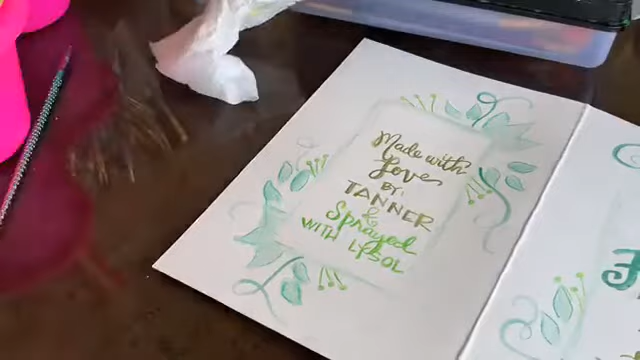 Made with
Love
BY:
TANNER
&
Sprayed
WITH LYSOL